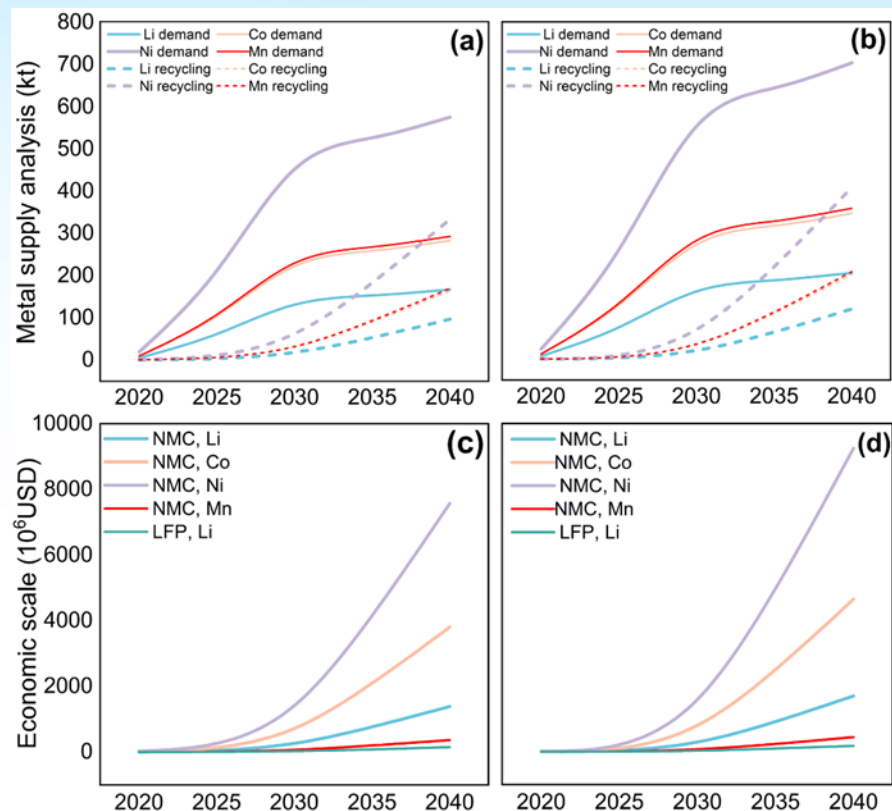 800
700
600
500
400
300
200
100
0
Metal supply analysis (kt)
Li demand Co demand
Ni demand Mn demand
Li recycling Co recycling
Ni recycling Mn recycling
(a)
2020 2025 2030 2035 2040
Li demand Co demand
Ni demand Mn demand
Li recycling Co recycling
Ni recycling Mn recycling
(b)
2020 2025 2030 2035 2040
10000
8000
6000
4000
2000
0
Economic scale (10⁶USD)
NMC, Li
NMC, Co
NMC, Ni
NMC, Mn
LFP, Li
(c)
2020 2025 2030 2035 2040
NMC, Li
NMC, Co
NMC, Ni
NMC, Mn
LFP, Li
(d)
2020 2025 2030 2035 2040